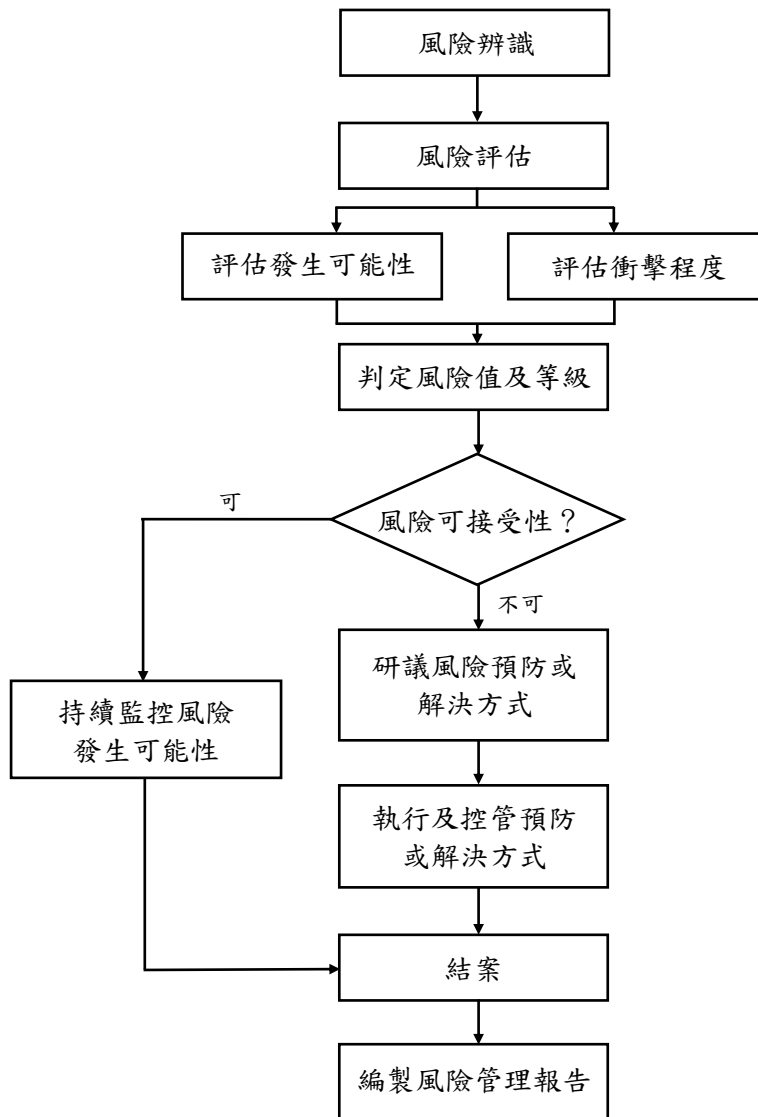 風險辨識
風險評估
評估發生可能性
評估衝擊程度
判定風險值及等級
風險可接受性？
可
不可
研議風險預防或
解決方式
持續監控風險
發生可能性
執行及控管預防
或解決方式
結案
編製風險管理報告